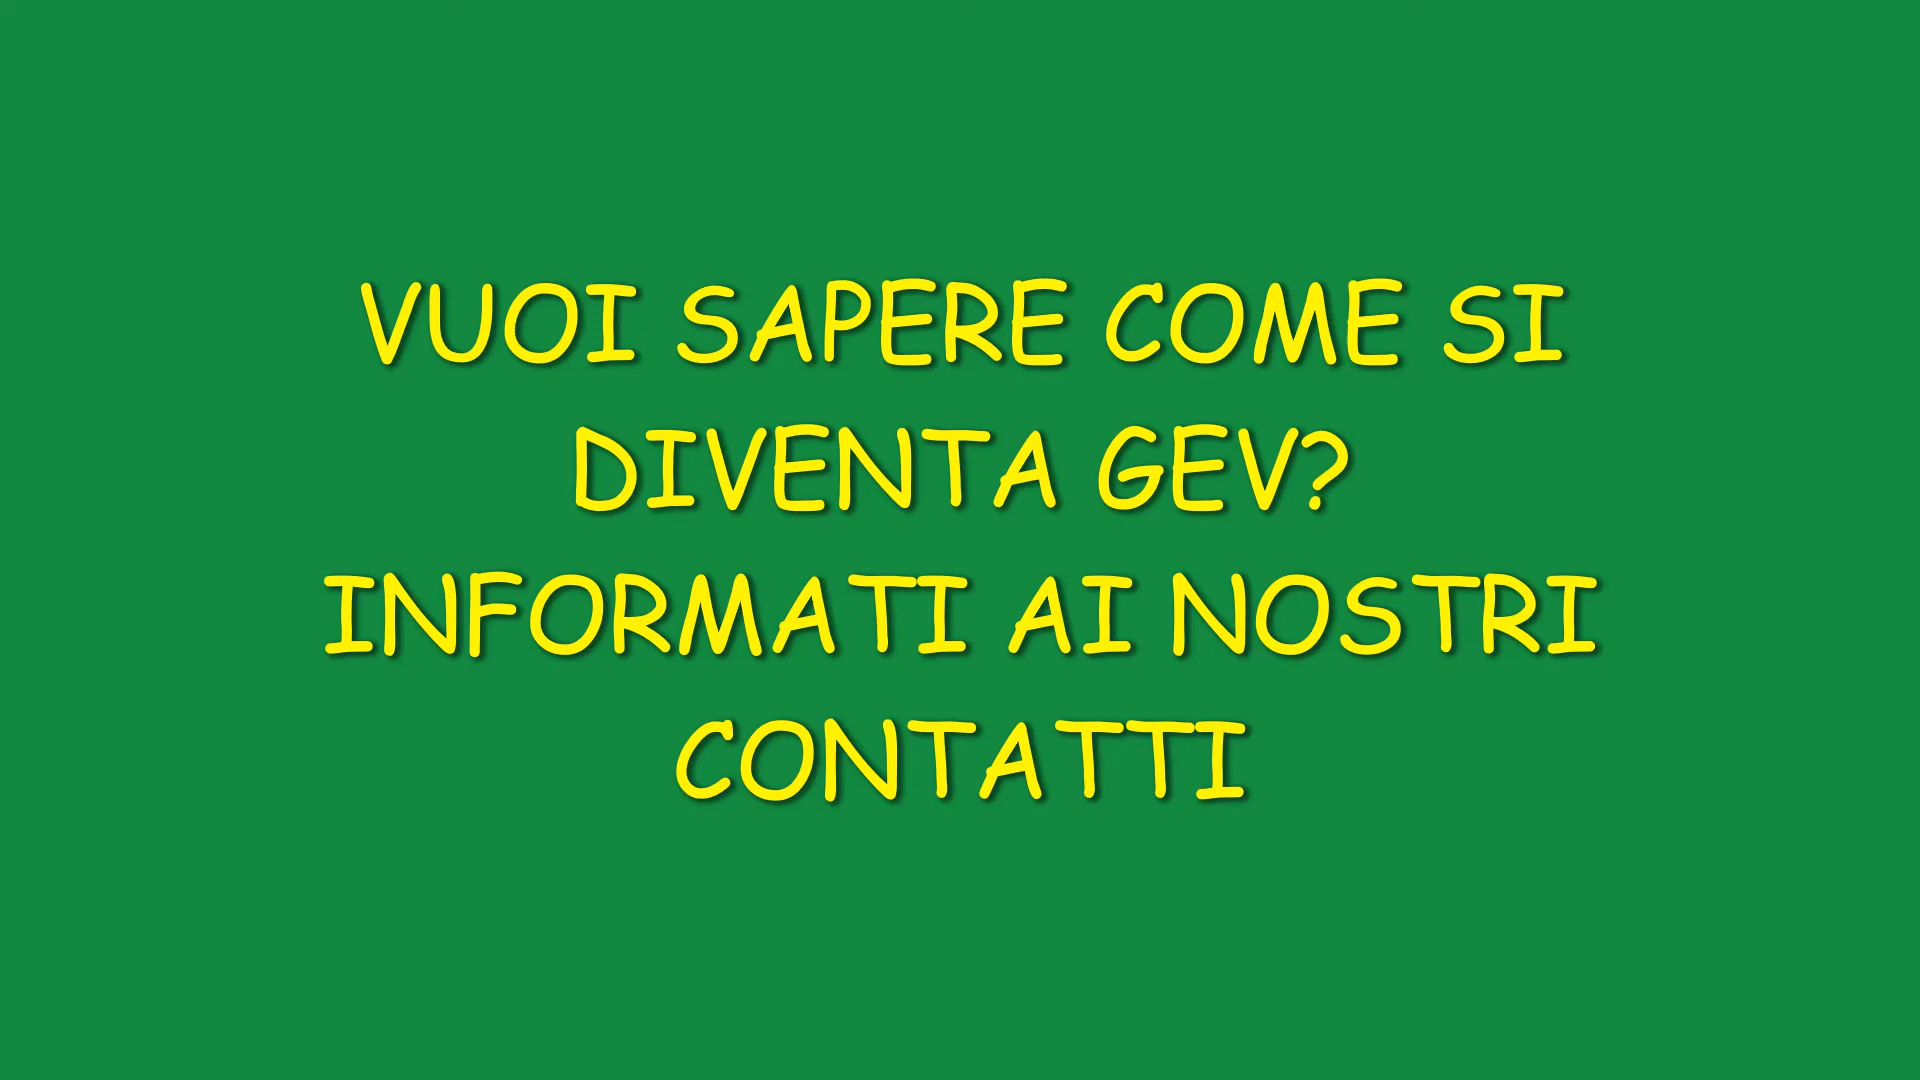 VUOI SAPERE COME SI
DIVENTA GEV?
INFORMATI AI NOSTRI
CONTATTI